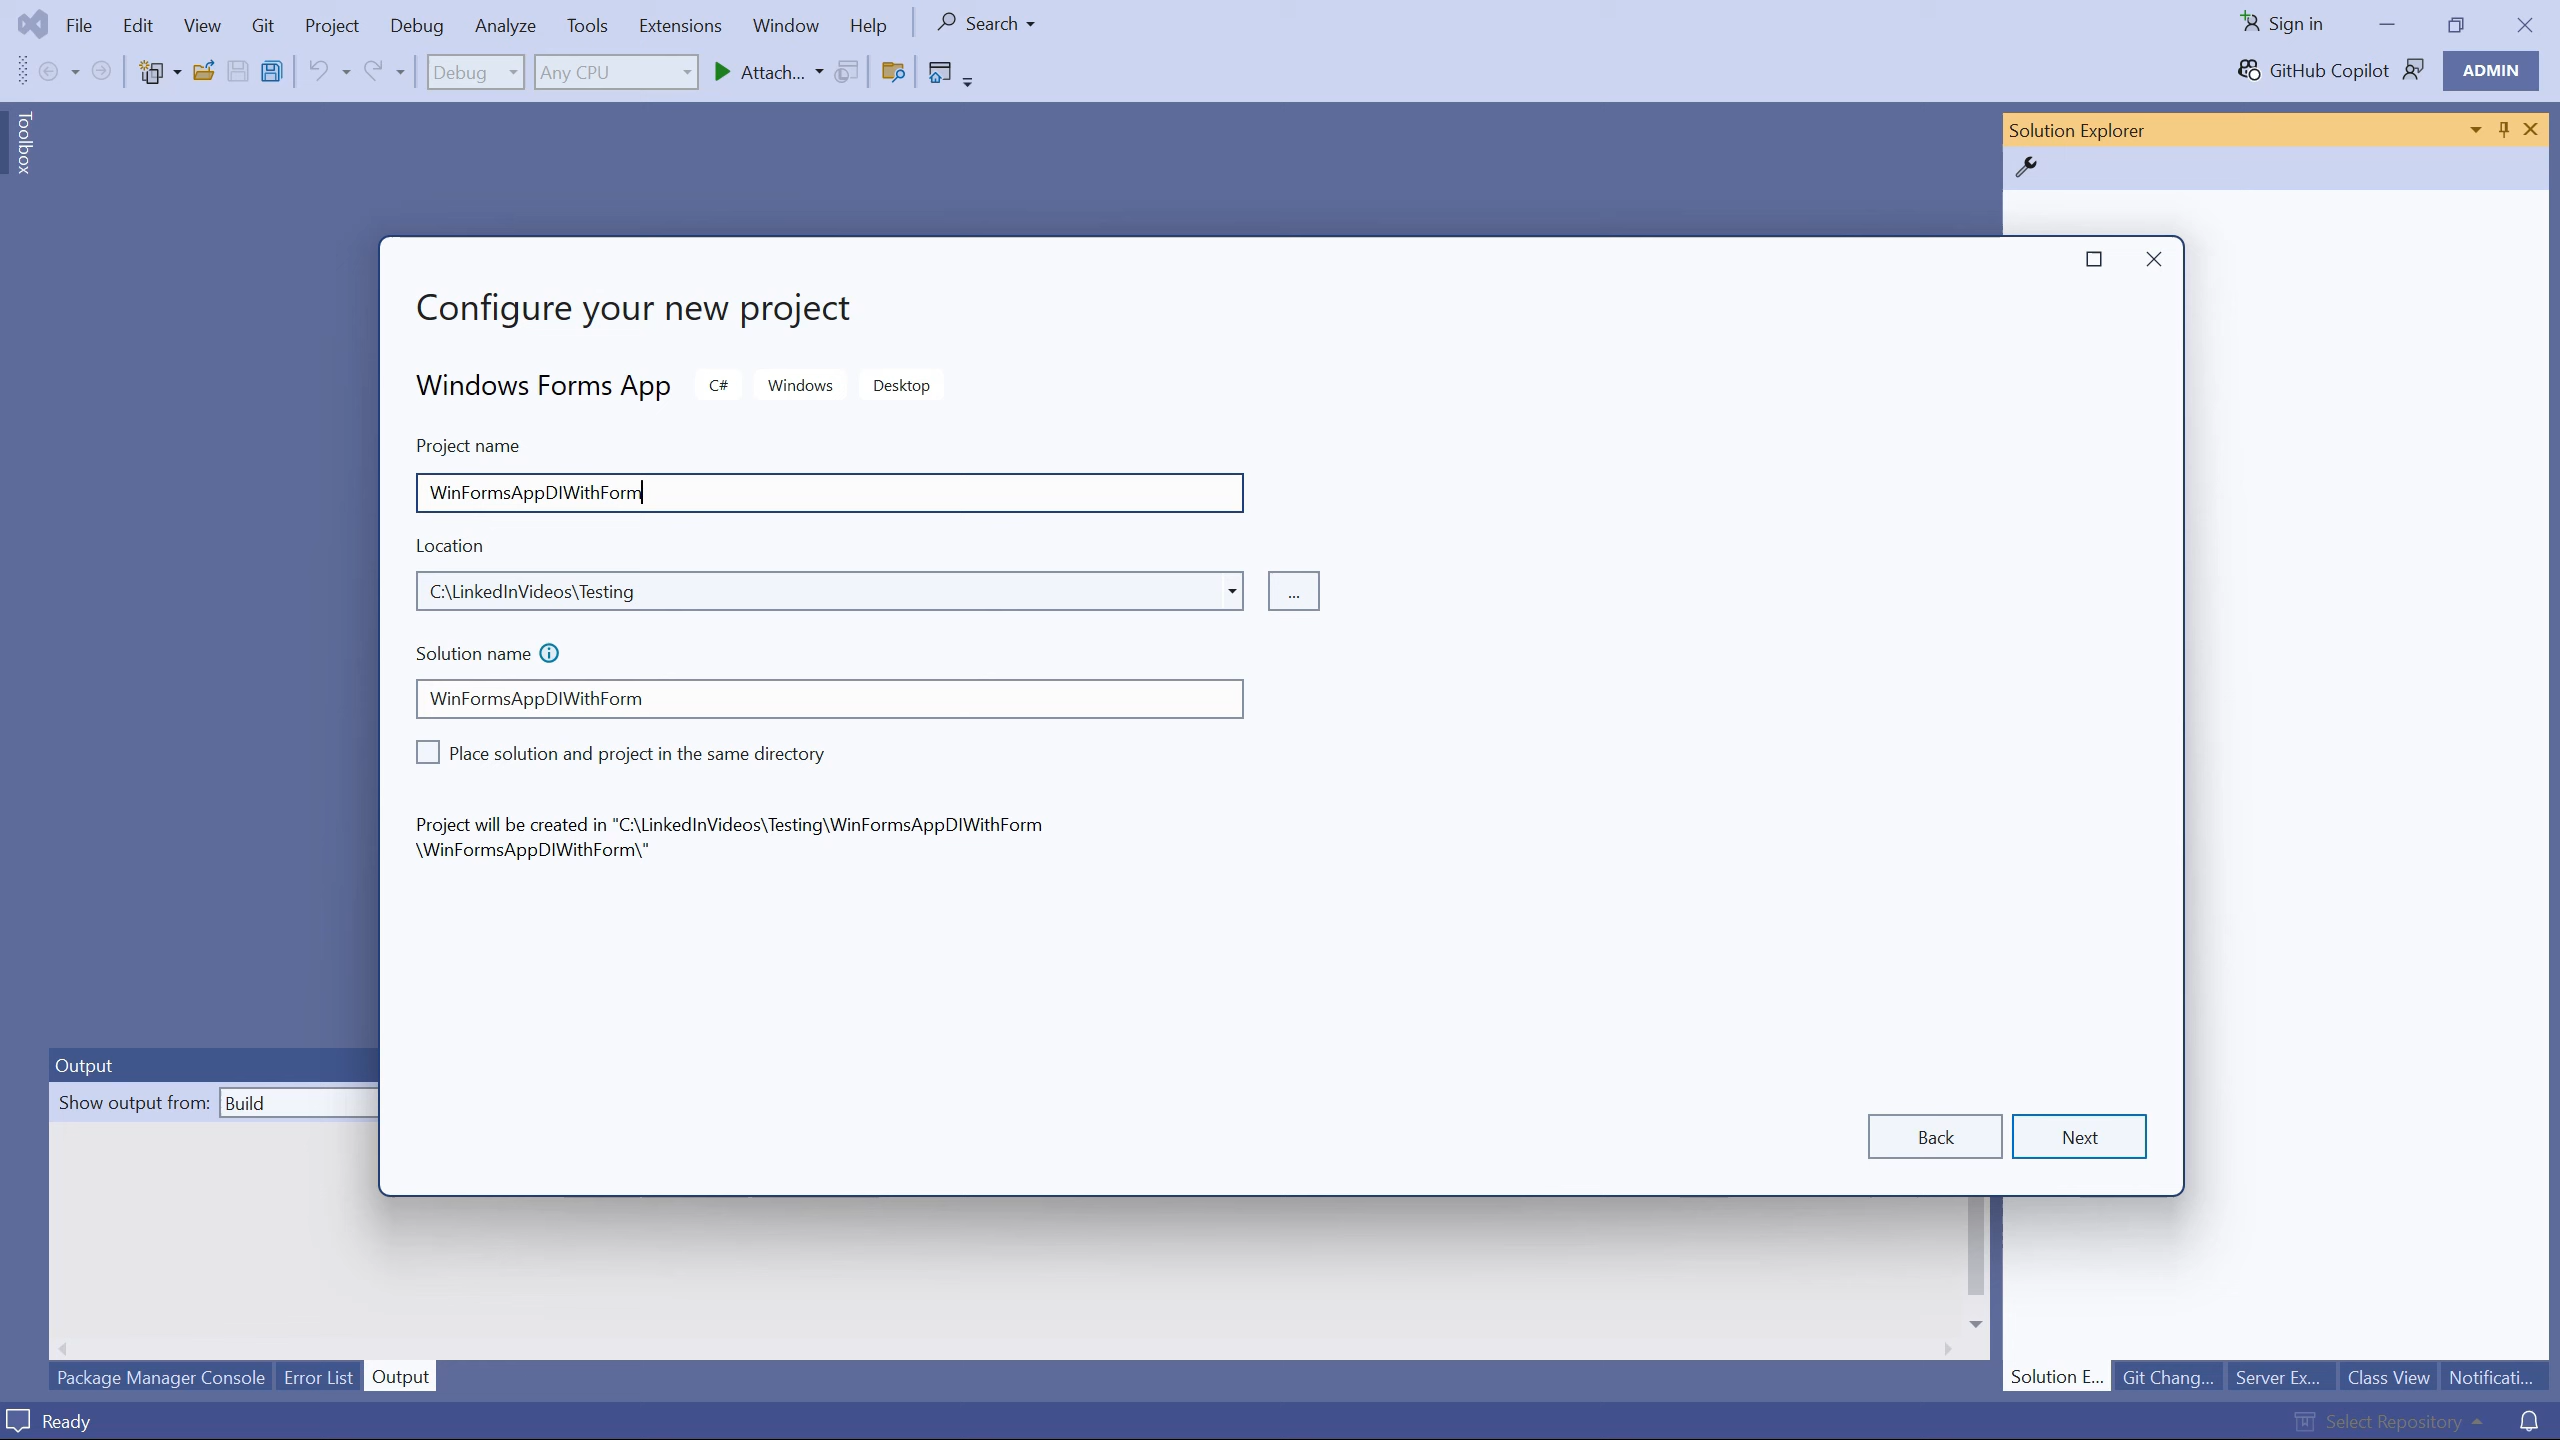 File Edit View Git Project Debug Analyze Tools Extensions Window Help Search Sign in
Debug Any CPU Attach... GitHub Copilot ADMIN
Toolbox
Solution Explorer
Configure your new project
Windows Forms App C# Windows Desktop
Project name
WinFormsAppDIWithForm
Location
C:\LinkedInVideos\Testing
...
Solution name
WinFormsAppDIWithForm
Place solution and project in the same directory
Project will be created in "C:\LinkedInVideos\Testing\WinFormsAppDIWithForm
\WinFormsAppDIWithForm\"
Back Next
Output
Show output from: Build
Package Manager Console Error List Output
Solution E... Git Chang... Server Ex... Class View Notificati...
Ready Select Repository